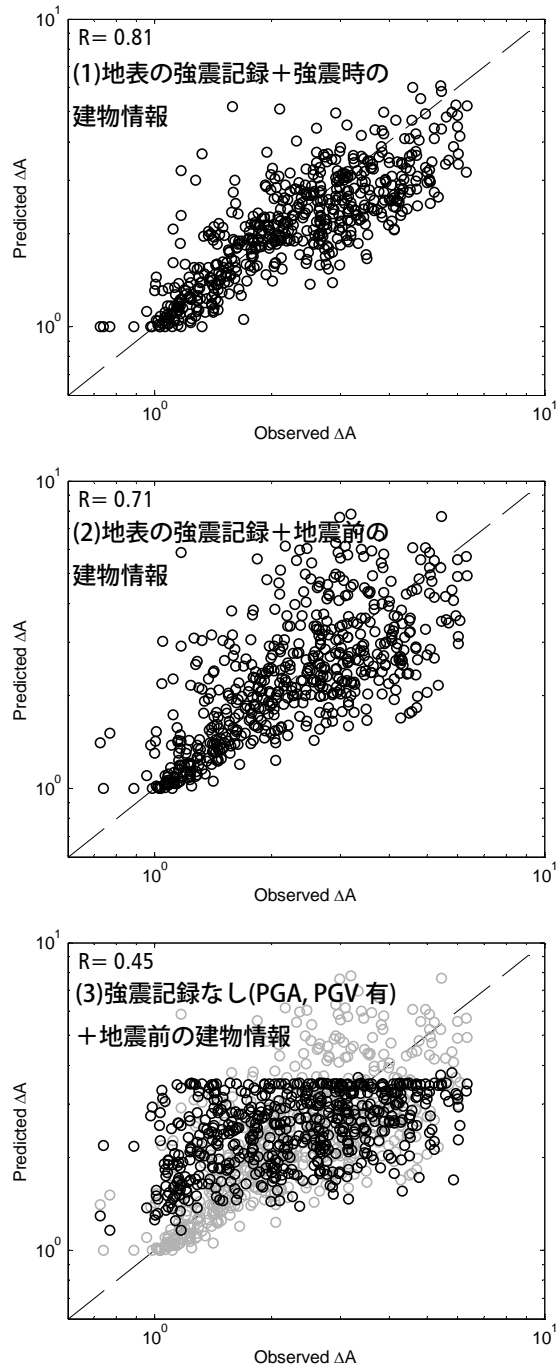 10^1
R= 0.81
(1)地表の強震記録＋強震時の
建物情報
Predicted ΔA
10^0
10^0
10^1
Observed ΔA
10^1
R= 0.71
(2)地表の強震記録＋地震前の
建物情報
Predicted ΔA
10^0
10^0
10^1
Observed ΔA
10^1
R= 0.45
(3)強震記録なし(PGA, PGV 有)
＋地震前の建物情報
Predicted ΔA
10^0
10^0
10^1
Observed ΔA